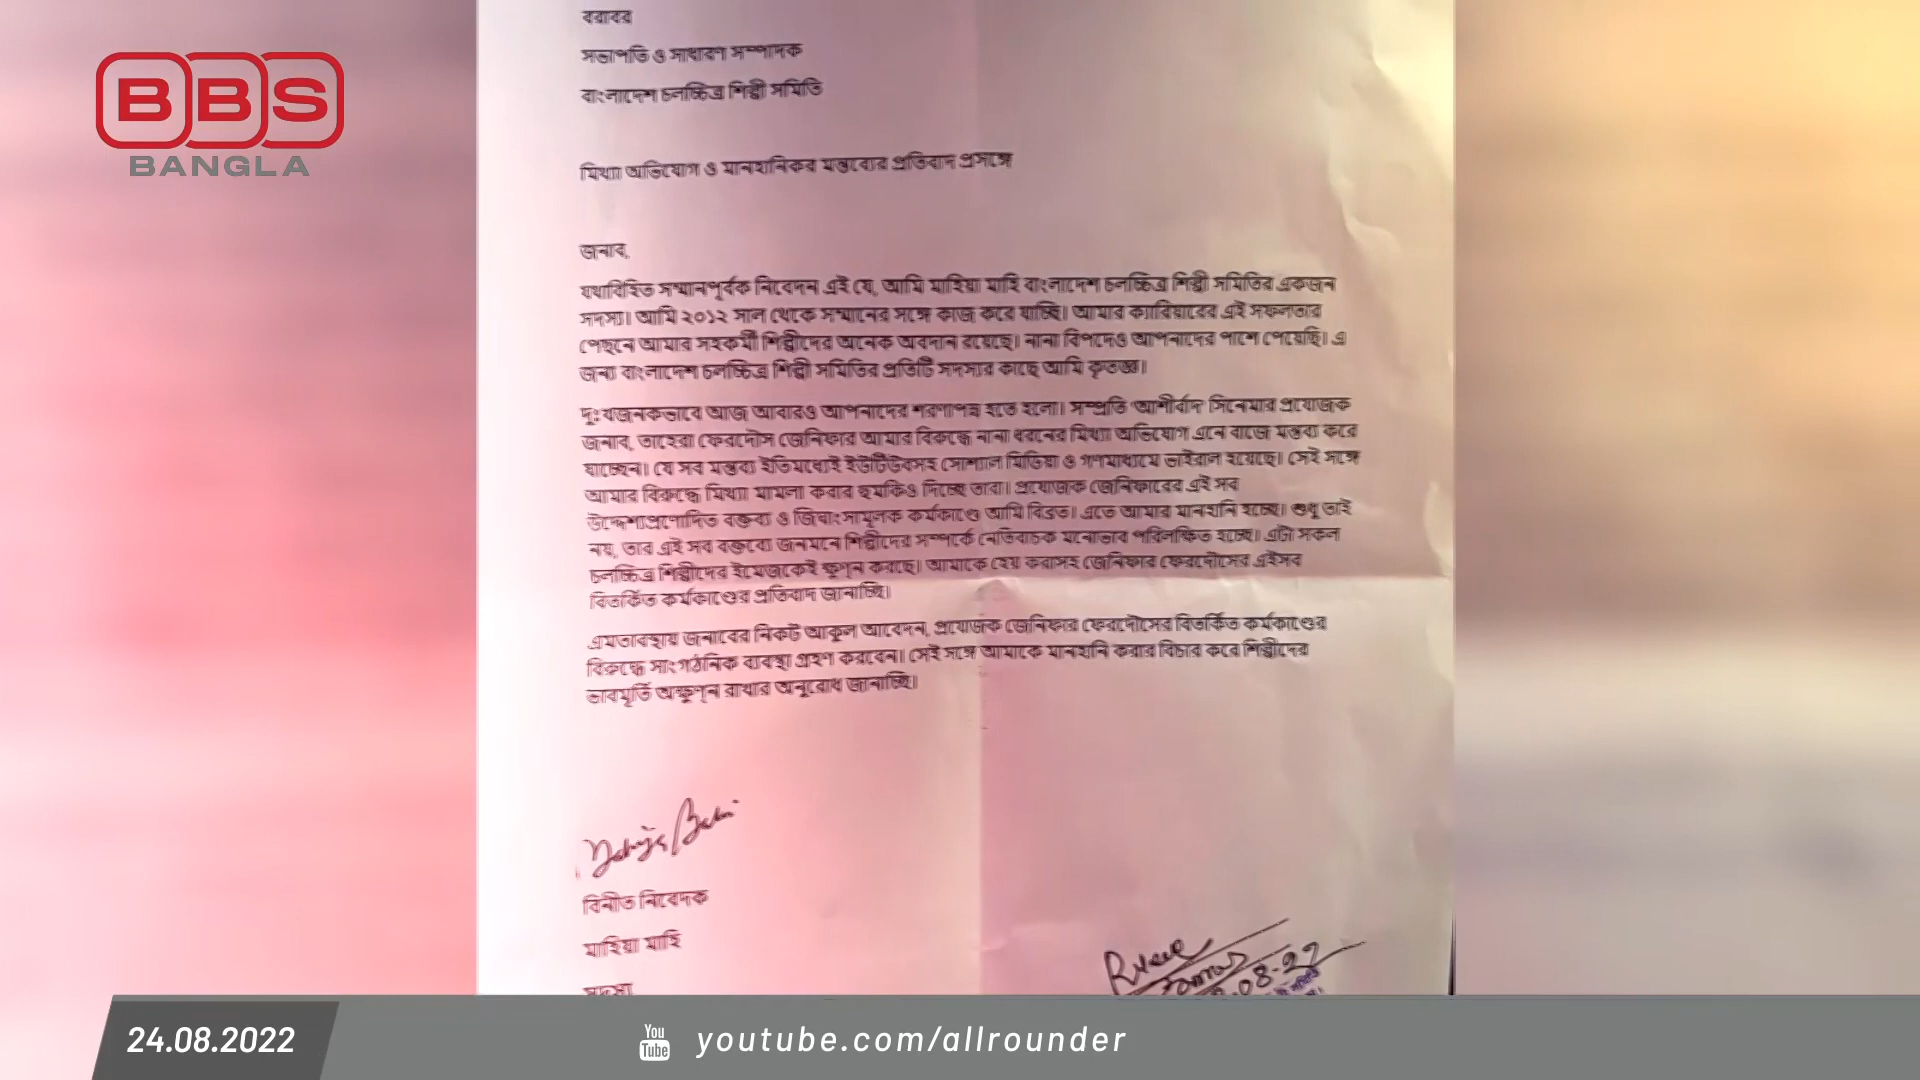 বরাবর
সভাপতি ও সাধারণ সম্পাদক
বাংলাদেশ চলচ্চিত্র শিল্পী সমিতি
BBS
BANGLA
মিথ্যা অভিযোগ ও মানহানিকর মন্তব্যের প্রতিবাদ প্রসঙ্গে
জনাব,
যথাবিহিত সম্মানপূর্বক নিবেদন এই যে, আমি মাহিয়া মাহি বাংলাদেশ চলচ্চিত্র শিল্পী সমিতির একজন
সদস্য। আমি ২০১২ সাল থেকে সম্মানের সঙ্গে কাজ করে যাচ্ছি। আমার ক্যারিয়ারের এই সফলতার
পেছনে আমার সহকর্মী শিল্পীদের অনেক অবদান রয়েছে। নানা বিপদেও আপনাদের পাশে পেয়েছি। এ
জন্য বাংলাদেশ চলচ্চিত্র শিল্পী সমিতির প্রতিটি সদস্যর কাছে আমি কৃতজ্ঞ।
দুঃখজনকভাবে আজ আবারও আপনাদের শরণাপন্ন হতে হলো। সম্প্রতি 'আশীর্বাদ' সিনেমার প্রযোজক
জনাব, তাহেরা ফেরদৌস জেনিফার আমার বিরুদ্ধে নানা ধরনের মিথ্যা অভিযোগ এনে বাজে মন্তব্য করে
যাচ্ছেন। যে সব মন্তব্য ইতিমধ্যেই ইউটিউবসহ সোশ্যাল মিডিয়া ও গণমাধ্যমে ভাইরাল হয়েছে। সেই সঙ্গে
আমার বিরুদ্ধে মিথ্যা মামলা করার হুমকিও দিচ্ছে তারা। প্রযোজক জেনিফারের এই সব
উদ্দেশ্যপ্রণোদিত বক্তব্য ও জিঘাংসামূলক কর্মকাণ্ডে আমি বিব্রত। এতে আমার মানহানি হচ্ছে। শুধু তাই
নয়, তার এই সব বক্তব্যে জনমনে শিল্পীদের সম্পর্কে নেতিবাচক মনোভাব পরিলক্ষিত হচ্ছে। এটা সকল
চলচ্চিত্র শিল্পীদের ইমেজকেই ক্ষুণ্ন করছে। আমাকে হেয় করাসহ জেনিফার ফেরদৌসের এইসব
বিতর্কিত কর্মকাণ্ডের প্রতিবাদ জানাচ্ছি।
এমতাবস্থায় জনাবের নিকট আকুল আবেদন, প্রযোজক জেনিফার ফেরদৌসের বিতর্কিত কর্মকাণ্ডের
বিরুদ্ধে সাংগঠনিক ব্যবস্থা গ্রহণ করবেন। সেই সঙ্গে আমাকে মানহানি করার বিচার করে শিল্পীদের
ভাবমূর্তি অক্ষুণ্ন রাখার অনুরোধ জানাচ্ছি।
বিনীত নিবেদক
মাহিয়া মাহি
সদস্য
24.08.2022
You
Tube
youtube.com/allrounder